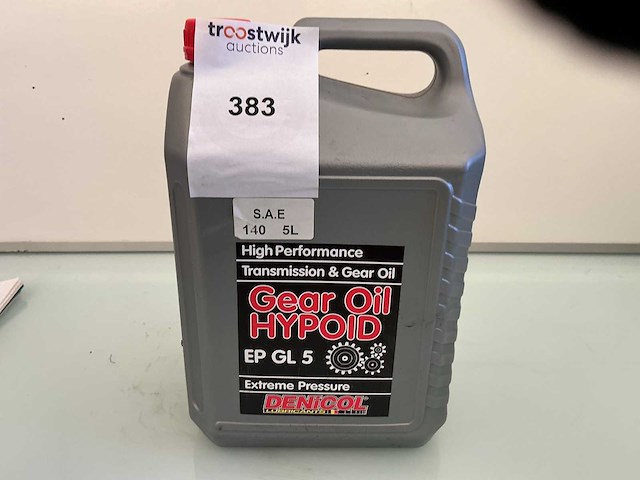 troostwijk
auctions
383
S.A.E
140 5L
High Performance
Transmission & Gear Oil
Gear Oil
HYPOID
EP GL 5
Extreme Pressure
DENiCOL
LUBRICANTS